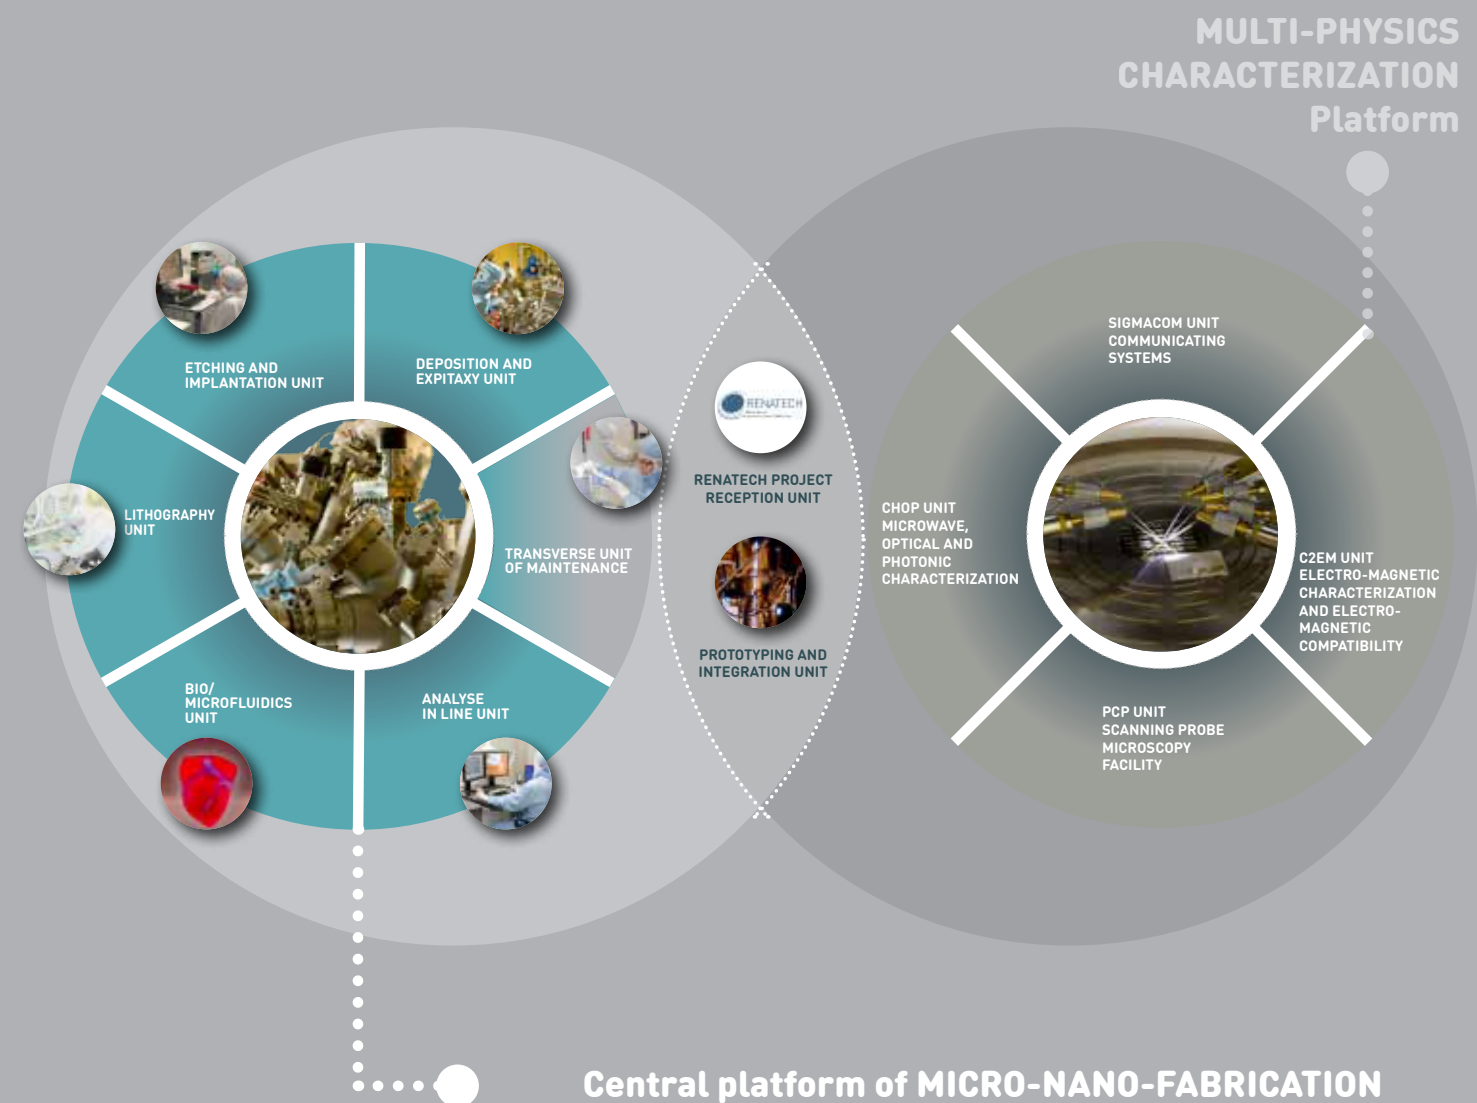 MULTI-PHYSICS
CHARACTERIZATION
Platform
ETCHING AND
IMPLANTATION UNIT
DEPOSITION AND
EXPITAXY UNIT
LITHOGRAPHY
UNIT
TRANSVERSE UNIT
OF MAINTENANCE
BIO/
MICROFLUIDICS
UNIT
ANALYSE
IN LINE UNIT
RENATECH
RENATECH PROJECT
RECEPTION UNIT
PROTOTYPING AND
INTEGRATION UNIT
SIGMACOM UNIT
COMMUNICATING
SYSTEMS
CHOP UNIT
MICROWAVE,
OPTICAL AND
PHOTONIC
CHARACTERIZATION
C2EM UNIT
ELECTRO-MAGNETIC
CHARACTERIZATION
AND ELECTRO-
MAGNETIC
COMPATIBILITY
PCP UNIT
SCANNING PROBE
MICROSCOPY
FACILITY
Central platform of MICRO-NANO-FABRICATION